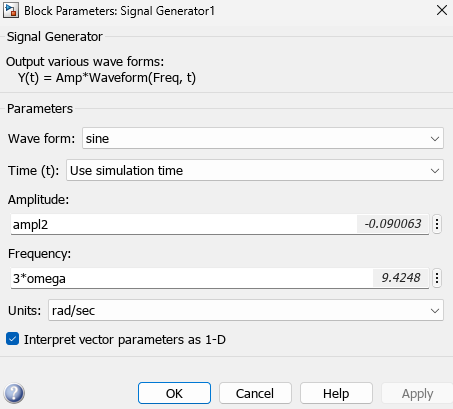 Block Parameters: Signal Generator1
Signal Generator
Output various wave forms:
Y(t) = Amp*Waveform(Freq, t)
Parameters
Wave form: sine
Time (t): Use simulation time
Amplitude:
ampl2 -0.090063
Frequency:
3*omega 9.4248
Units: rad/sec
Interpret vector parameters as 1-D
? OK Cancel Help Apply